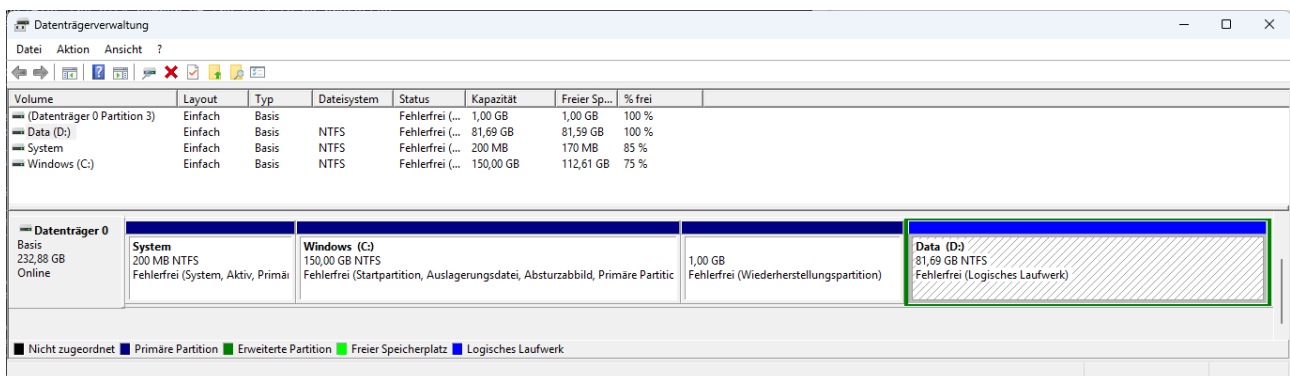 Datenträgerverwaltung
Datei Aktion Ansicht ?
Volume Layout Typ Dateisystem Status Kapazität Freier Sp... % frei
(Datenträger 0 Partition 3) Einfach Basis Fehlerfrei (... 1,00 GB 1,00 GB 100 %
Data (D:) Einfach Basis NTFS Fehlerfrei (... 81,69 GB 81,59 GB 100 %
System Einfach Basis NTFS Fehlerfrei (... 200 MB 170 MB 85 %
Windows (C:) Einfach Basis NTFS Fehlerfrei (... 150,00 GB 112,61 GB 75 %
Datenträger 0
Basis
232,88 GB
Online
System
200 MB NTFS
Fehlerfrei (System, Aktiv, Primär
Windows (C:)
150,00 GB NTFS
Fehlerfrei (Startpartition, Auslagerungsdatei, Absturzabbild, Primäre Partitic
1,00 GB
Fehlerfrei (Wiederherstellungspartition)
Data (D:)
81,69 GB NTFS
Fehlerfrei (Logisches Laufwerk)
Nicht zugeordnet Primäre Partition Erweiterte Partition Freier Speicherplatz Logisches Laufwerk